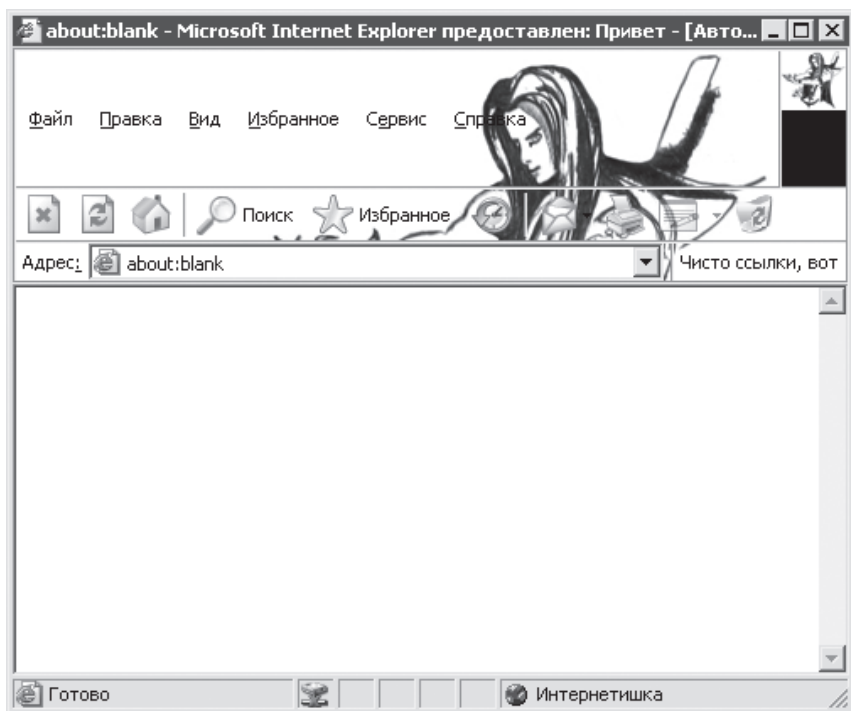 about:blank - Microsoft Internet Explorer предоставлен: Привет - [Авто...
Файл Правка Вид Избранное Сервис Справка
Поиск Избранное
Адрес: about:blank Чисто ссылки, вот
Готово Интернетишка